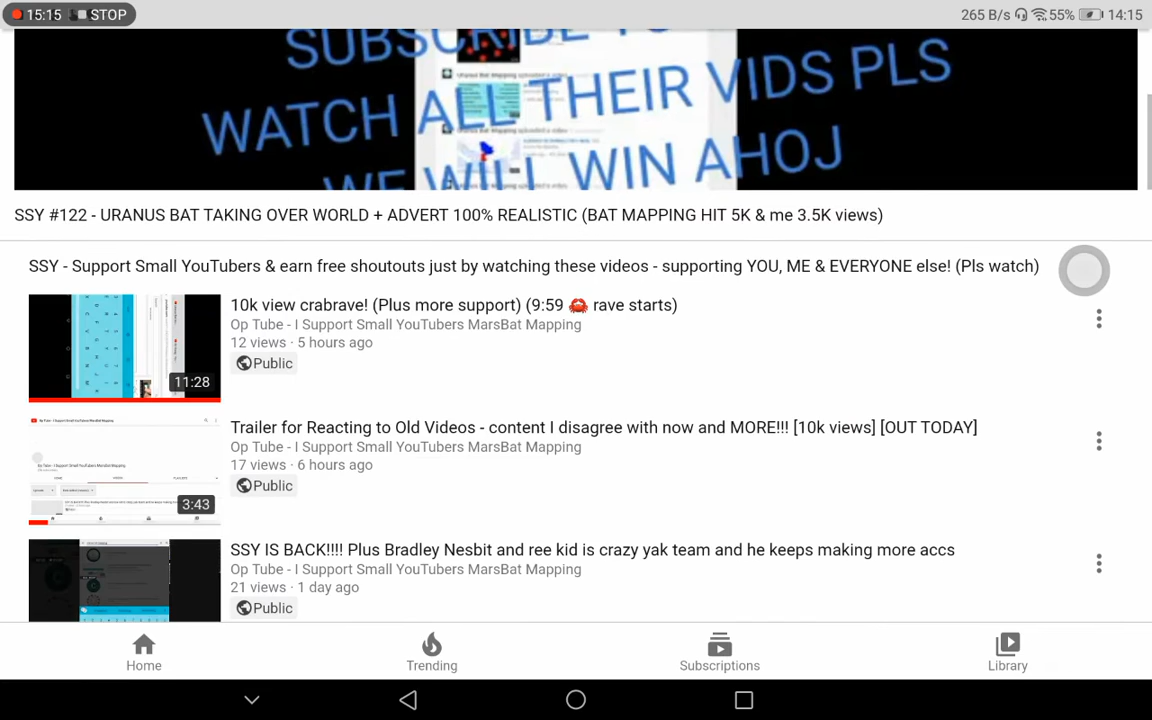 15:15 STOP 265 B/s 55% 14:15
SUBSCRIBE TO
WATCH ALL THEIR VIDS PLS
WE WILL WIN AHOJ
SSY #122 - URANUS BAT TAKING OVER WORLD + ADVERT 100% REALISTIC (BAT MAPPING HIT 5K & me 3.5K views)
SSY - Support Small YouTubers & earn free shoutouts just by watching these videos - supporting YOU, ME & EVERYONE else! (Pls watch)
10k view crabrave! (Plus more support) (9:59 🦀 rave starts)
Op Tube - I Support Small YouTubers MarsBat Mapping
12 views · 5 hours ago
Public
11:28
Trailer for Reacting to Old Videos - content I disagree with now and MORE!!! [10k views] [OUT TODAY]
Op Tube - I Support Small YouTubers MarsBat Mapping
17 views · 6 hours ago
Public
3:43
SSY IS BACK!!!! Plus Bradley Nesbit and ree kid is crazy yak team and he keeps making more accs
Op Tube - I Support Small YouTubers MarsBat Mapping
21 views · 1 day ago
Public
Home Trending Subscriptions Library